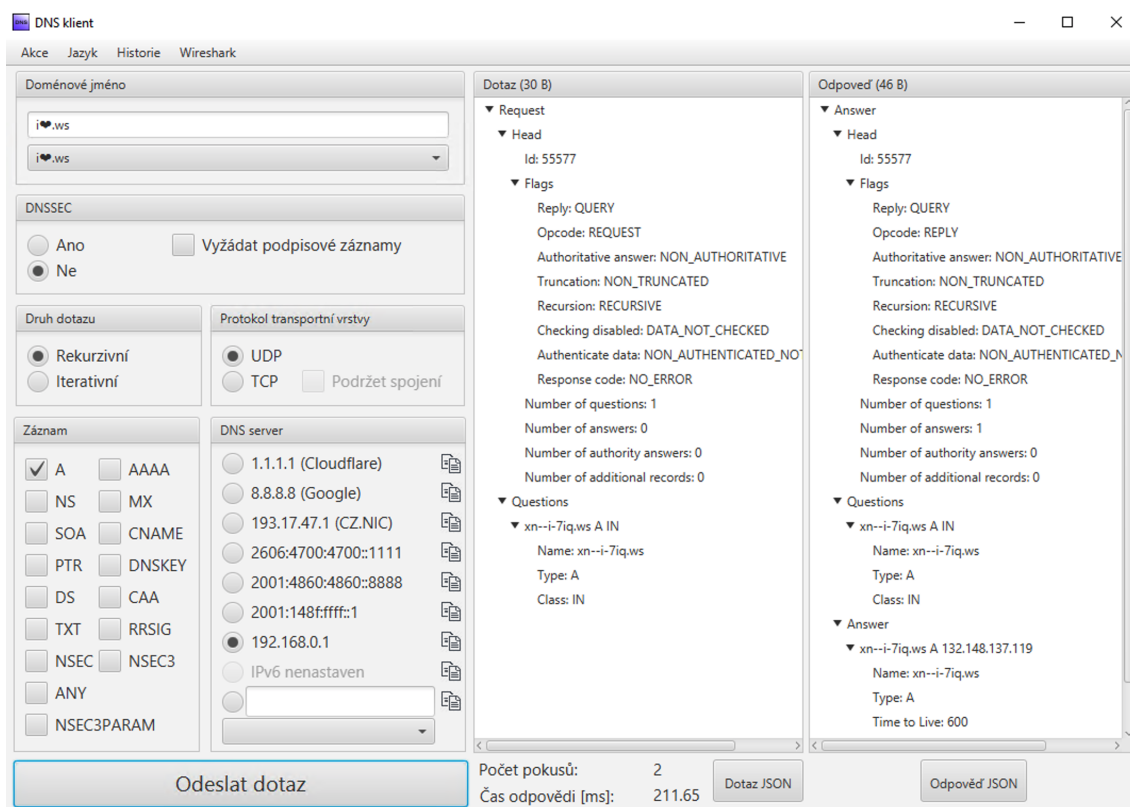 DNS klient
Akce Jazyk Historie Wireshark
Doménové jméno
i❤.ws
i❤.ws
DNSSEC
Ano
Vyžádat podpisové záznamy
Ne
Druh dotazu
Rekurzivní
Iterativní
Protokol transportní vrstvy
UDP
TCP
Podržet spojení
Záznam
A AAAA
NS MX
SOA CNAME
PTR DNSKEY
DS CAA
TXT RRSIG
NSEC NSEC3
ANY
NSEC3PARAM
DNS server
1.1.1.1 (Cloudflare)
8.8.8.8 (Google)
193.17.47.1 (CZ.NIC)
2606:4700:4700::1111
2001:4860:4860::8888
2001:148f:ffff::1
192.168.0.1
IPv6 nenastaven
Odeslat dotaz
Dotaz (30 B)
Request
Head
Id: 55577
Flags
Reply: QUERY
Opcode: REQUEST
Authoritative answer: NON_AUTHORITATIVE
Truncation: NON_TRUNCATED
Recursion: RECURSIVE
Checking disabled: DATA_NOT_CHECKED
Authenticate data: NON_AUTHENTICATED_NOT
Response code: NO_ERROR
Number of questions: 1
Number of answers: 0
Number of authority answers: 0
Number of additional records: 0
Questions
xn--i-7iq.ws A IN
Name: xn--i-7iq.ws
Type: A
Class: IN
Počet pokusů: 2
Čas odpovědi [ms]: 211.65
Dotaz JSON
Odpoveď (46 B)
Answer
Head
Id: 55577
Flags
Reply: QUERY
Opcode: REPLY
Authoritative answer: NON_AUTHORITATIVE
Truncation: NON_TRUNCATED
Recursion: RECURSIVE
Checking disabled: DATA_NOT_CHECKED
Authenticate data: NON_AUTHENTICATED_N
Response code: NO_ERROR
Number of questions: 1
Number of answers: 1
Number of authority answers: 0
Number of additional records: 0
Questions
xn--i-7iq.ws A IN
Name: xn--i-7iq.ws
Type: A
Class: IN
Answer
xn--i-7iq.ws A 132.148.137.119
Name: xn--i-7iq.ws
Type: A
Time to Live: 600
Odpověď JSON